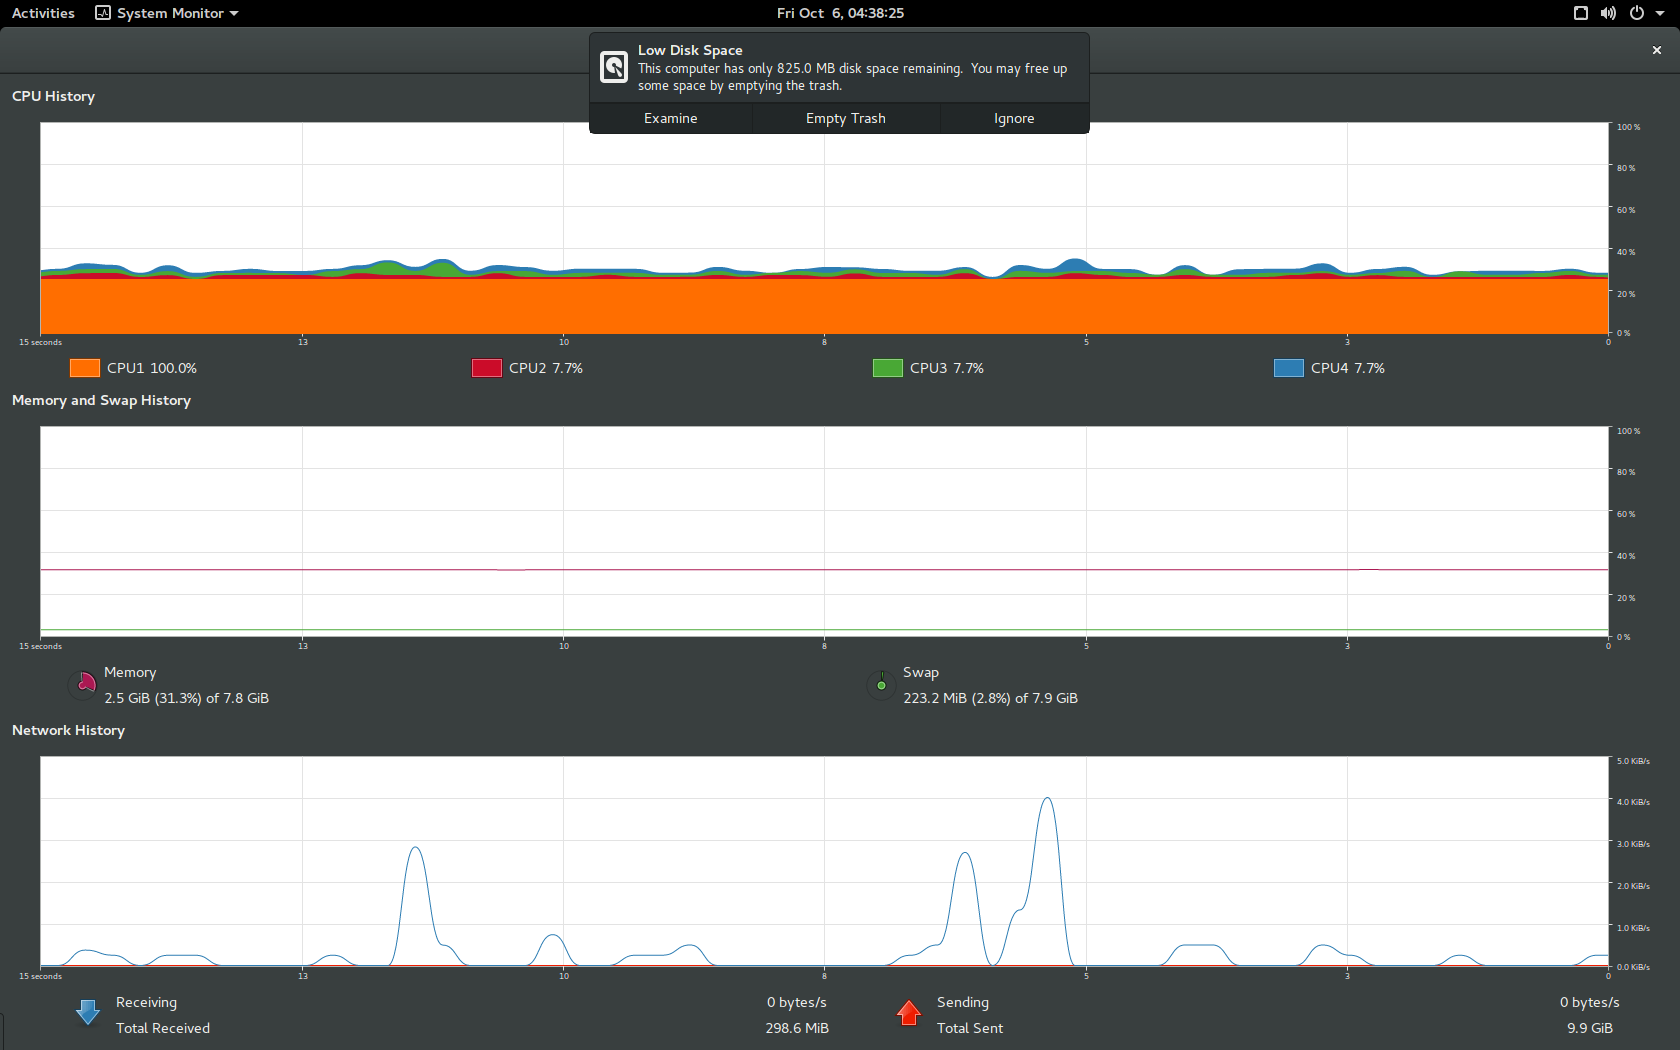 Activities System Monitor Fri Oct 6, 04:38:25
Low Disk Space
This computer has only 825.0 MB disk space remaining. You may free up
some space by emptying the trash.
Examine Empty Trash Ignore
CPU History
100 %
80 %
60 %
40 %
20 %
0 %
15 seconds 13 10 8 5 3 0
CPU1 100.0% CPU2 7.7% CPU3 7.7% CPU4 7.7%
Memory and Swap History
100 %
80 %
60 %
40 %
20 %
0 %
15 seconds 13 10 8 5 3 0
Memory
2.5 GiB (31.3%) of 7.8 GiB
Swap
223.2 MiB (2.8%) of 7.9 GiB
Network History
5.0 KiB/s
4.0 KiB/s
3.0 KiB/s
2.0 KiB/s
1.0 KiB/s
0.0 KiB/s
15 seconds 13 10 8 5 3 0
Receiving 0 bytes/s
Total Received 298.6 MiB
Sending 0 bytes/s
Total Sent 9.9 GiB